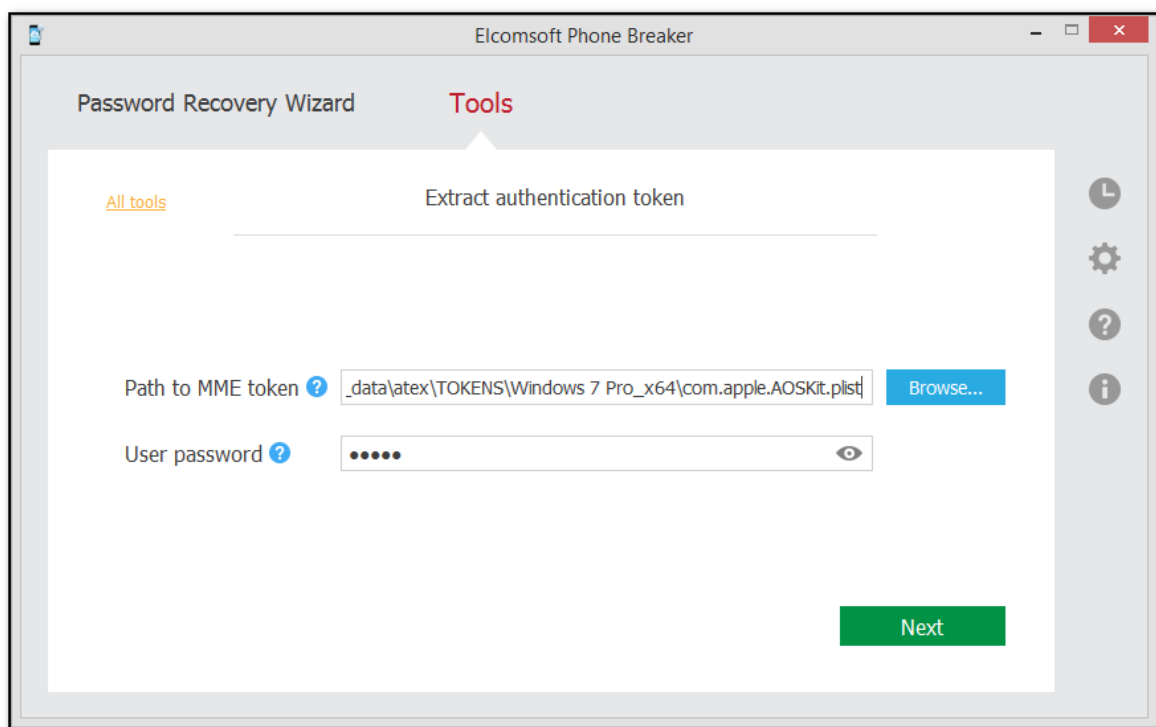 Elcomsoft Phone Breaker
Password Recovery Wizard Tools
All tools
Extract authentication token
Path to MME token ? _data\atex\TOKENS\Windows 7 Pro_x64\com.apple.AOSKit.plist Browse...
User password ? •••••
Next